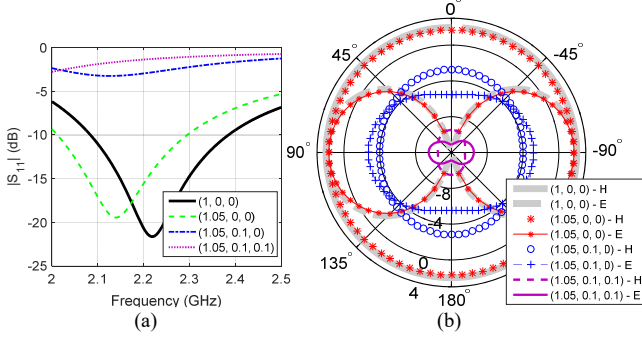 0
-5
-10
-15
-20
-25
|S11| (dB)
2
2.1
2.2
2.3
2.4
2.5
Frequency (GHz)
(1, 0, 0)
(1.05, 0, 0)
(1.05, 0.1, 0)
(1.05, 0.1, 0.1)
(a)
0°
45°
-45°
90°
-90°
135°
180°
-8
-4
0
4
(1, 0, 0) - H
(1, 0, 0) - E
(1.05, 0, 0) - H
(1.05, 0, 0) - E
(1.05, 0.1, 0) - H
(1.05, 0.1, 0) - E
(1.05, 0.1, 0.1) - H
(1.05, 0.1, 0.1) - E
(b)